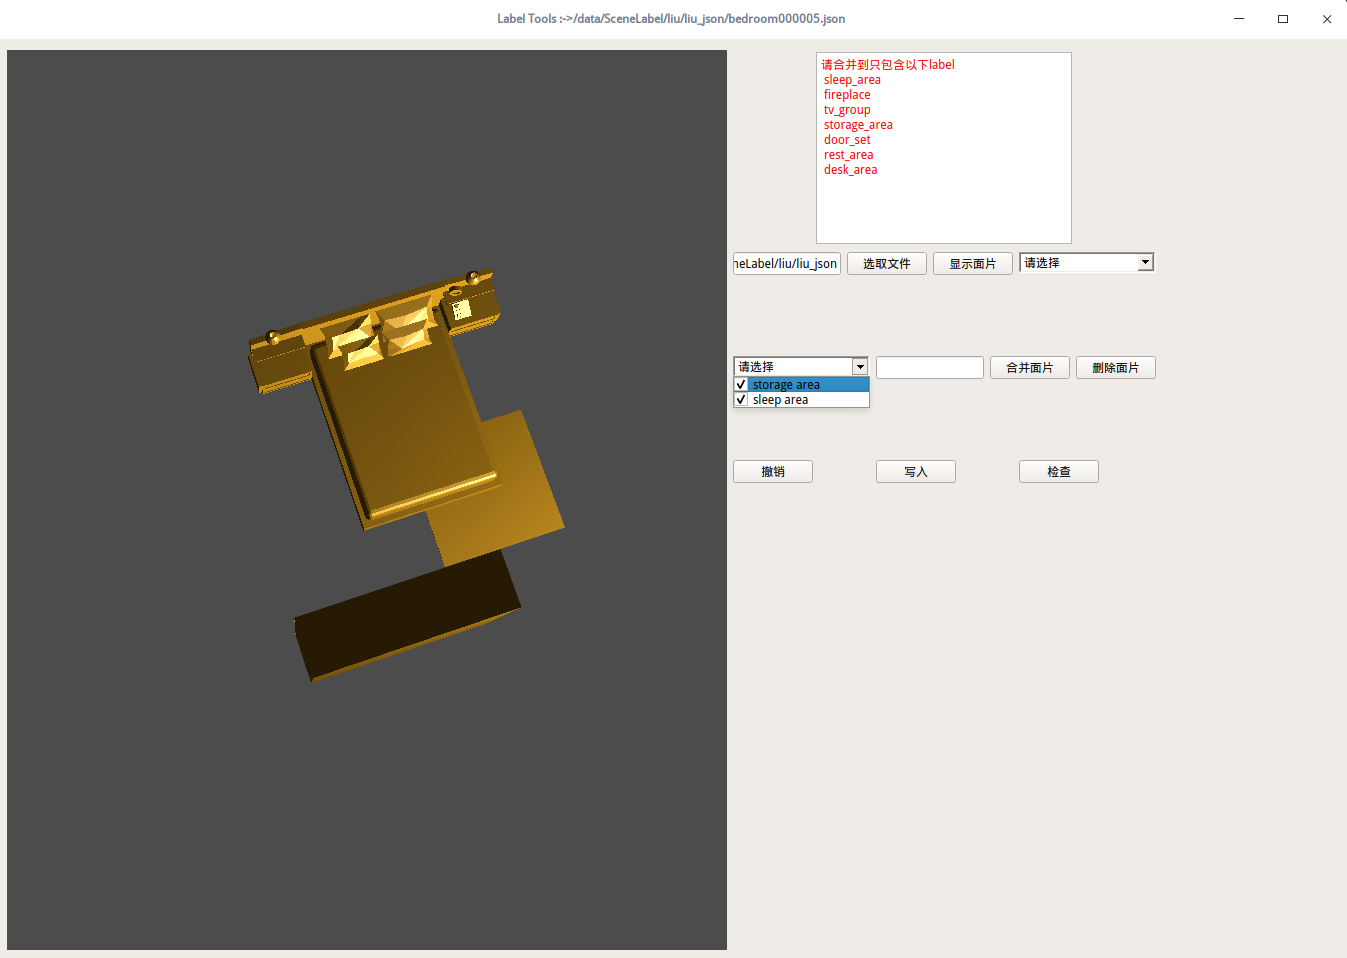 Label Tools :->/data/SceneLabel/liu/liu_json/bedroom000005.json
请合并到只包含以下label
sleep_area
fireplace
tv_group
storage_area
door_set
rest_area
desk_area
neLabel/liu/liu_json 选取文件 显示面片 请选择
请选择 合并面片 删除面片
storage area
sleep area
撤销 写入 检查